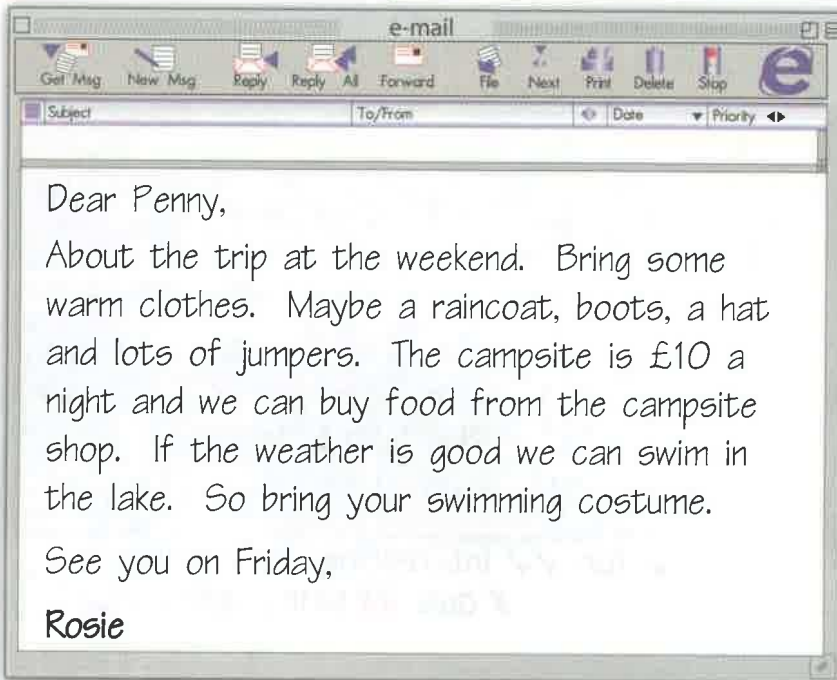 e-mail
Get Msg New Msg Reply Reply All Forward File Next Print Delete Stop
Subject To/From Date Priority
Dear Penny,
About the trip at the weekend. Bring some
warm clothes. Maybe a raincoat, boots, a hat
and lots of jumpers. The campsite is £10 a
night and we can buy food from the campsite
shop. If the weather is good we can swim in
the lake. So bring your swimming costume.
See you on Friday,
Rosie